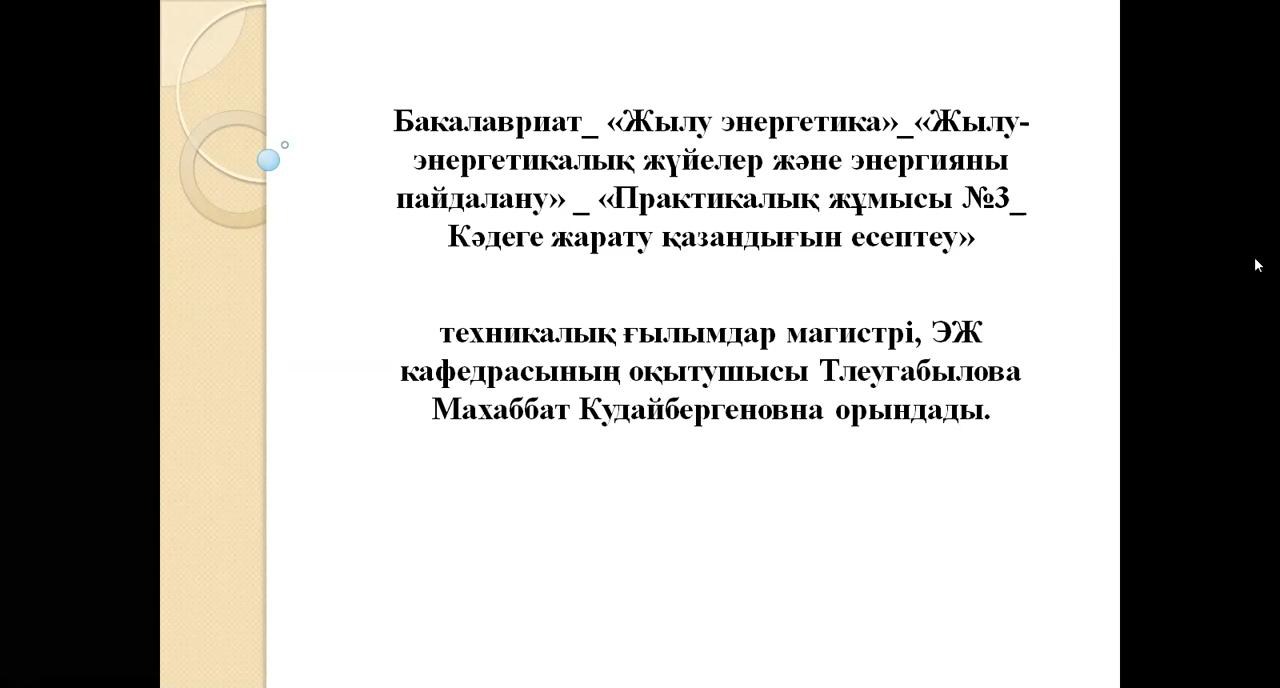 Бакалавриат_ «Жылу энергетика»_«Жылу-
энергетикалық жүйелер және энергияны
пайдалану» _ «Практикалық жұмысы №3_
Кәдеге жарату қазандығын есептеу»
техникалық ғылымдар магистрі, ЭЖ
кафедрасының оқытушысы Тлеугабылова
Махаббат Кудайбергеновна орындады.